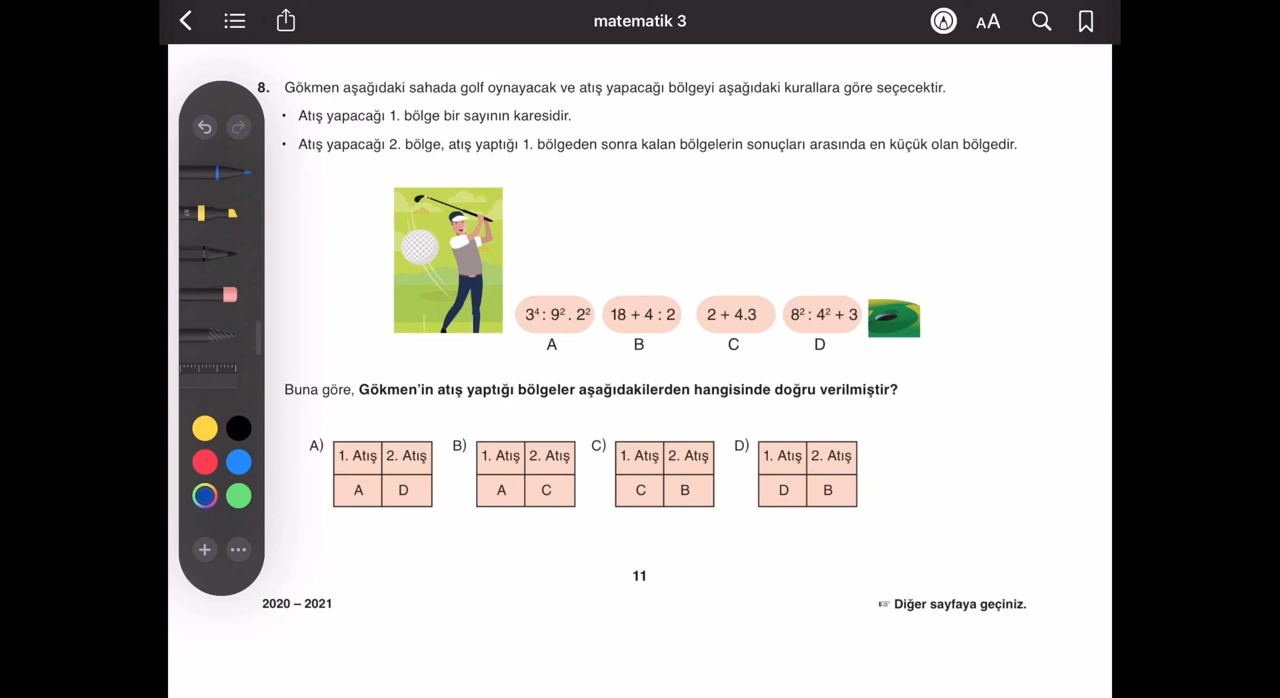 matematik 3
AA
8. Gökmen aşağıdaki sahada golf oynayacak ve atış yapacağı bölgeyi aşağıdaki kurallara göre seçecektir.
• Atış yapacağı 1. bölge bir sayının karesidir.
• Atış yapacağı 2. bölge, atış yaptığı 1. bölgeden sonra kalan bölgelerin sonuçları arasında en küçük olan bölgedir.
3⁴ : 9² . 2² 18 + 4 : 2 2 + 4.3 8² : 4² + 3
A B C D
Buna göre, Gökmen'in atış yaptığı bölgeler aşağıdakilerden hangisinde doğru verilmiştir?
A) 1. Atış 2. Atış B) 1. Atış 2. Atış C) 1. Atış 2. Atış D) 1. Atış 2. Atış
A D A C C B D B
11
2020 – 2021 ☞ Diğer sayfaya geçiniz.